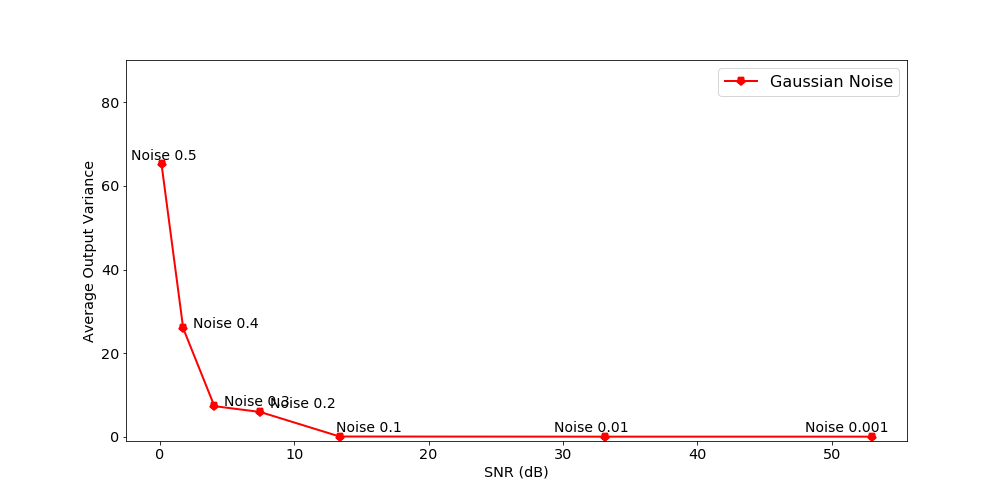 Gaussian Noise
80
60
40
20
0
Average Output Variance
Noise 0.5
Noise 0.4
Noise 0.3
Noise 0.2
Noise 0.1
Noise 0.01
Noise 0.001
0 10 20 30 40 50
SNR (dB)